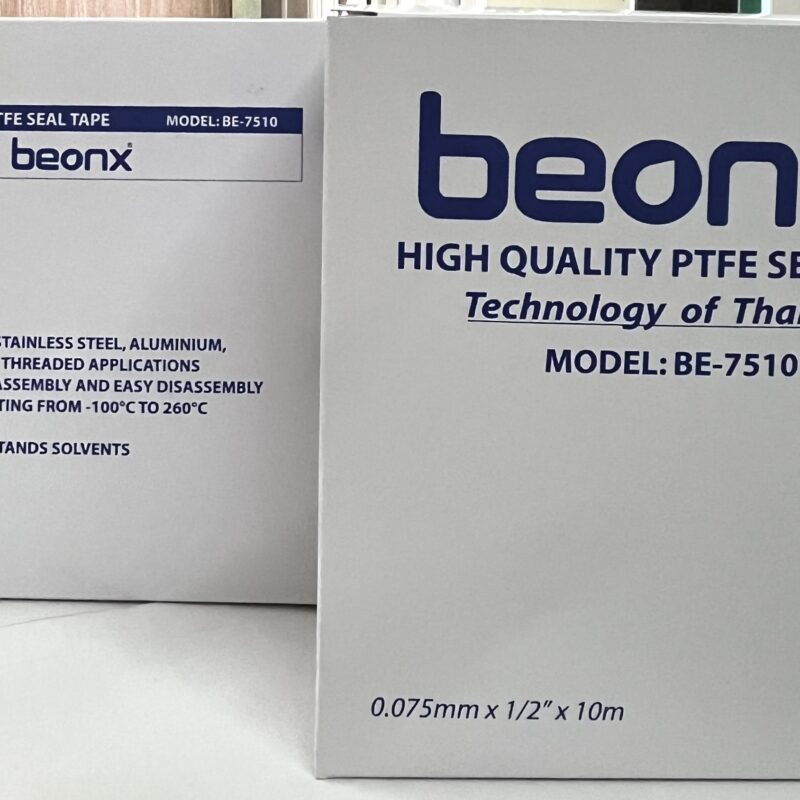 TFE SEAL TAPE MODEL: BE-7510
beonx®
STAINLESS STEEL, ALUMINIUM,
THREADED APPLICATIONS
ASSEMBLY AND EASY DISASSEMBLY
TING FROM -100°C TO 260°C
TANDS SOLVENTS
beon
HIGH QUALITY PTFE SE
Technology of Thai
MODEL: BE-7510
0.075mm x 1/2" x 10m